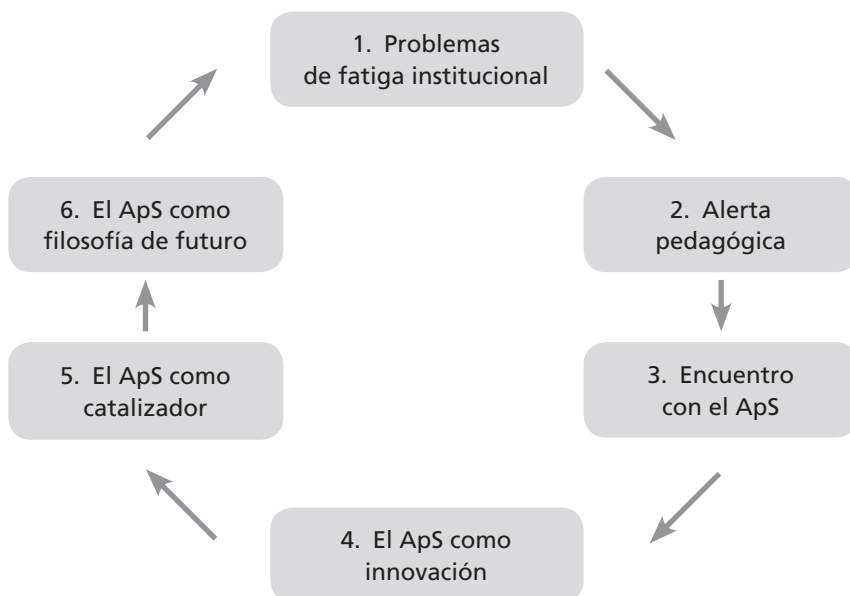 1. Problemas
de fatiga institucional
2. Alerta
pedagógica
3. Encuentro
con el ApS
4. El ApS como
innovación
5. El ApS como
catalizador
6. El ApS como
filosofía de futuro